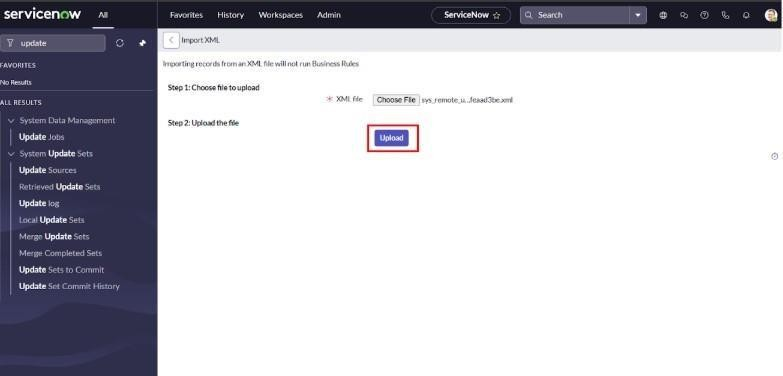 servicenow All Favorites History Workspaces Admin ServiceNow Search
update
Import XML
Importing records from an XML file will not run Business Rules
FAVORITES
No Results
Step 1: Choose file to upload
* XML file Choose File sys_remote_u...feaad3be.xml
Step 2: Upload the file
Upload
ALL RESULTS
System Data Management
Update Jobs
System Update Sets
Update Sources
Retrieved Update Sets
Update log
Local Update Sets
Merge Update Sets
Merge Completed Sets
Update Sets to Commit
Update Set Commit History